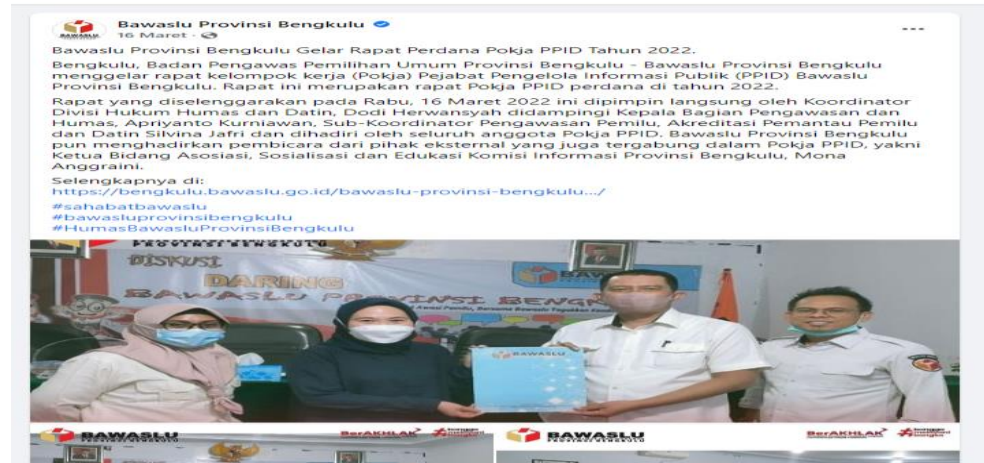 Bawaslu Provinsi Bengkulu
16 Maret ·
Bawaslu Provinsi Bengkulu Gelar Rapat Perdana Pokja PPID Tahun 2022.
Bengkulu, Badan Pengawas Pemilihan Umum Provinsi Bengkulu - Bawaslu Provinsi Bengkulu
menggelar rapat kelompok kerja (Pokja) Pejabat Pengelola Informasi Publik (PPID) Bawaslu
Provinsi Bengkulu. Rapat ini merupakan rapat Pokja PPID perdana di tahun 2022.
Rapat yang diselenggarakan pada Rabu, 16 Maret 2022 ini dipimpin langsung oleh Koordinator
Divisi Hukum Humas dan Datin, Dodi Herwansyah didampingi Kepala Bagian Pengawasan dan
Humas, Apriyanto Kurniawan, Sub-Koordinator Pengawasan Pemilu, Akreditasi Pemantau Pemilu
dan Datin Silvina Jafri dan dihadiri oleh seluruh anggota Pokja PPID. Bawaslu Provinsi Bengkulu
pun menghadirkan pembicara dari pihak eksternal yang juga tergabung dalam Pokja PPID, yakni
Ketua Bidang Asosiasi, Sosialisasi dan Edukasi Komisi Informasi Provinsi Bengkulu, Mona
Anggraini.
Selengkapnya di:
https://bengkulu.bawaslu.go.id/bawaslu-provinsi-bengkulu.../
#sahabatbawaslu
#bawasluprovinsibengkulu
#HumasBawasluProvinsiBengkulu
PROVINSI BENGKULU
DISKUSI
DARING
BAWASLU PROVINSI BENGK
BAWASLU
BAWASLU
PROVINSI BENGKULU
BerAKHLAK
BAWASLU
PROVINSI BENGKULU
BerAKHLAK